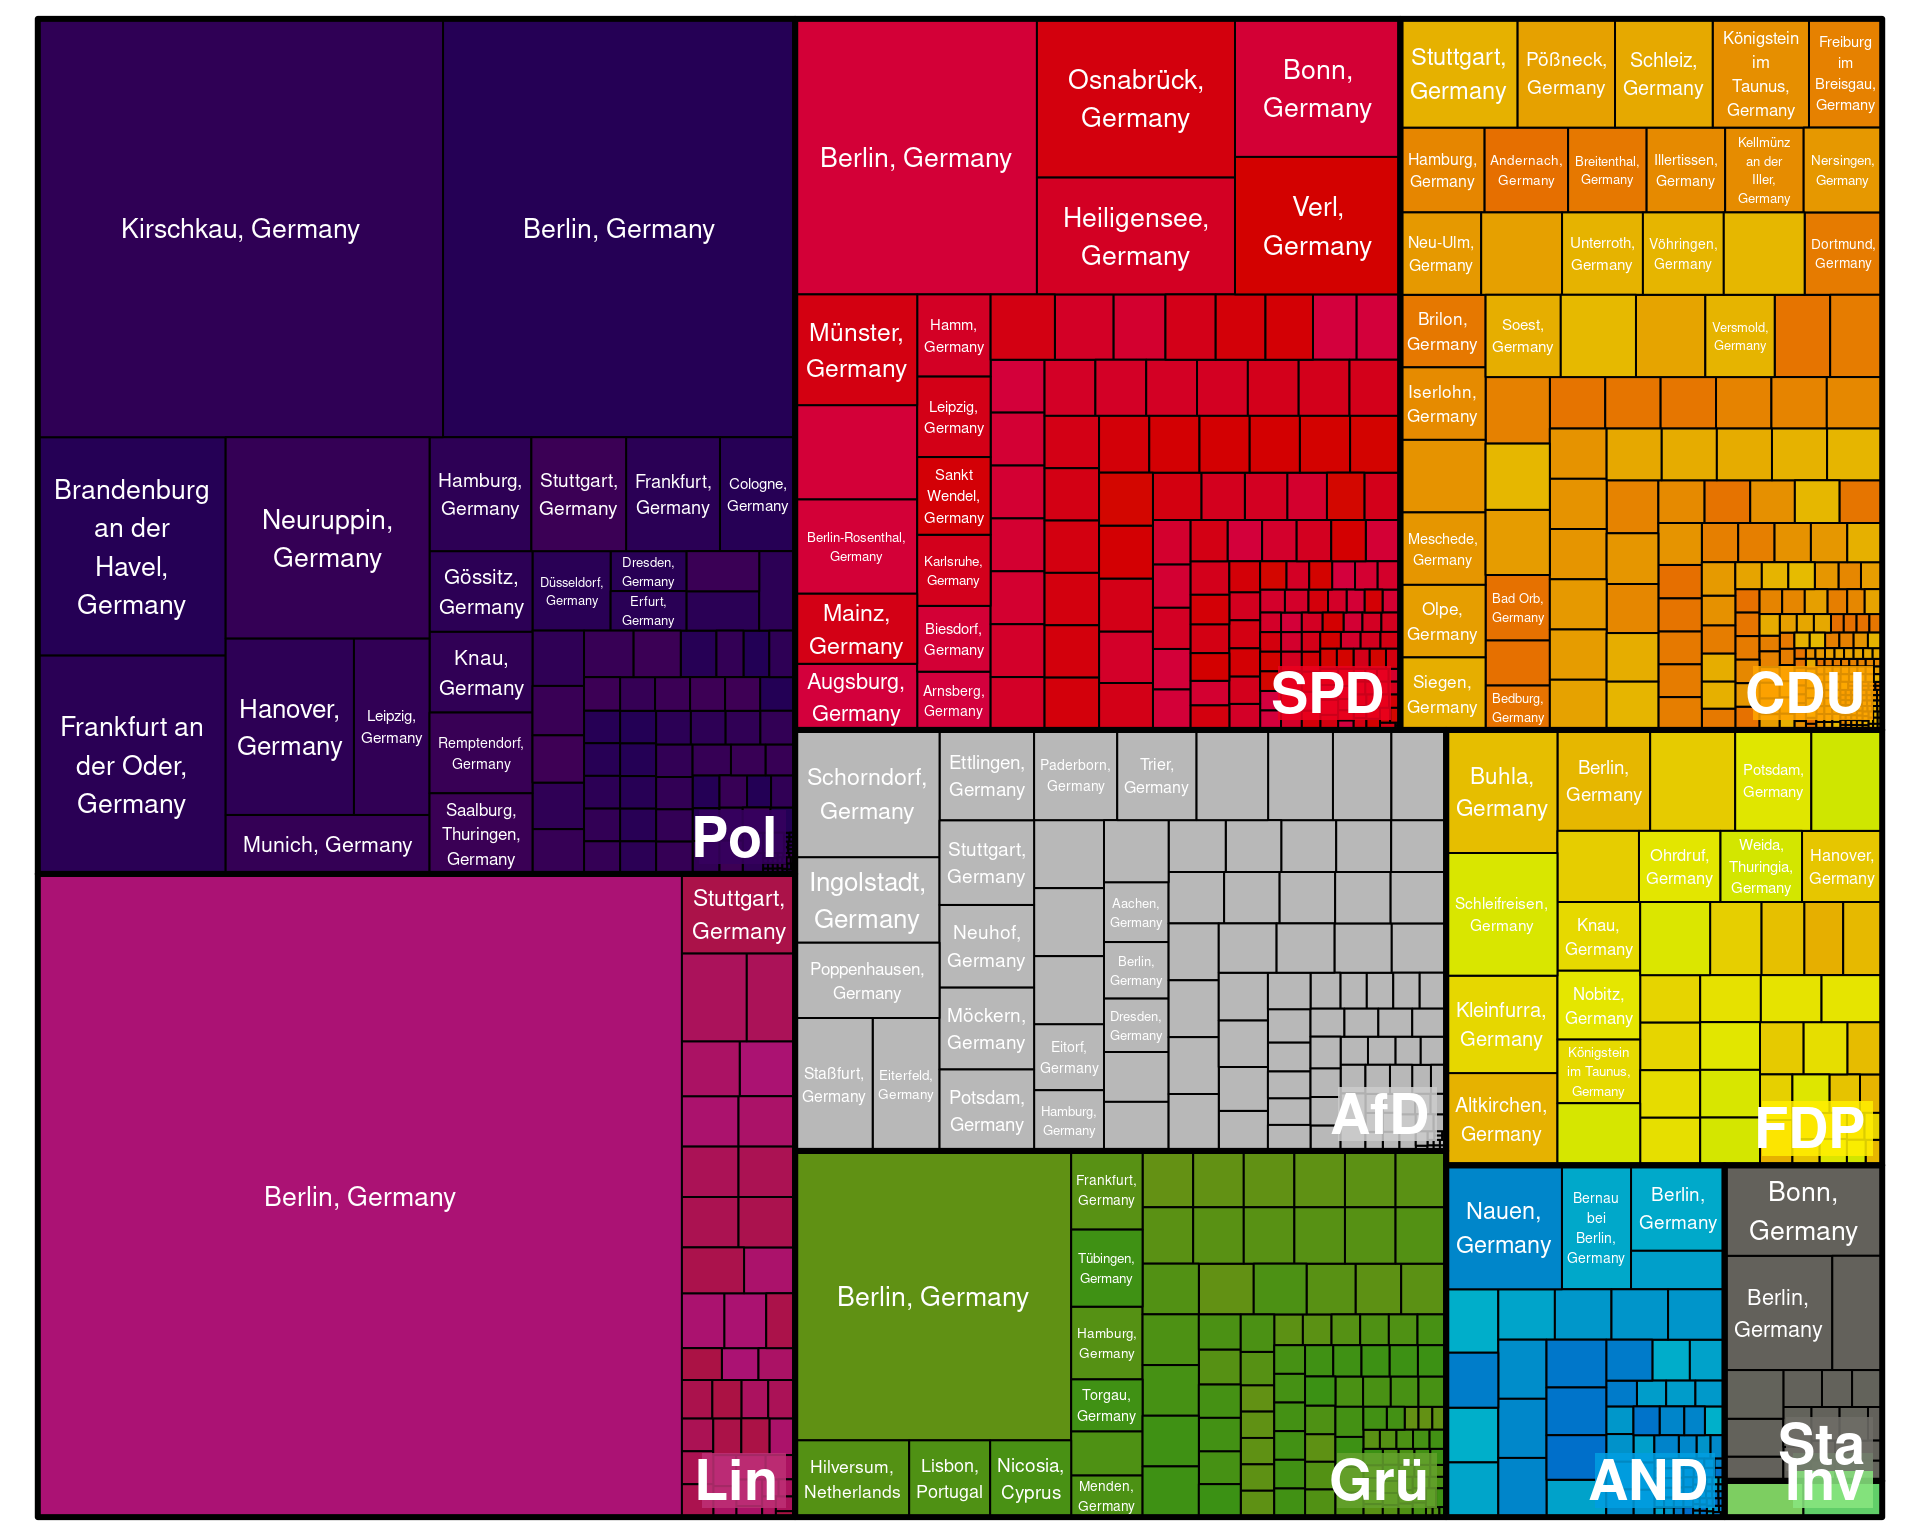 Kirschkau, Germany
Berlin, Germany
Brandenburg
an der
Havel,
Germany
Frankfurt an
der Oder,
Germany
Neuruppin,
Germany
Hanover,
Germany
Leipzig,
Germany
Munich, Germany
Hamburg,
Germany
Stuttgart,
Germany
Frankfurt,
Germany
Cologne,
Germany
Gössitz,
Germany
Düsseldorf,
Germany
Dresden,
Germany
Erfurt,
Germany
Knau,
Germany
Remptendorf,
Germany
Saalburg,
Thuringen,
Germany
Pol
Berlin, Germany
Stuttgart,
Germany
Lin
Berlin, Germany
Osnabrück,
Germany
Bonn,
Germany
Heiligensee,
Germany
Verl,
Germany
Münster,
Germany
Hamm,
Germany
Leipzig,
Germany
Sankt
Wendel,
Germany
Berlin-Rosenthal,
Germany
Karlsruhe,
Germany
Mainz,
Germany
Biesdorf,
Germany
Augsburg,
Germany
Arnsberg,
Germany
SPD
Stuttgart,
Germany
Pößneck,
Germany
Schleiz,
Germany
Königstein
im
Taunus,
Germany
Freiburg
im
Breisgau,
Germany
Hamburg,
Germany
Andernach,
Germany
Breitenthal,
Germany
Illertissen,
Germany
Kellmünz
an der
Iller,
Germany
Nersingen,
Germany
Neu-Ulm,
Germany
Unterroth,
Germany
Vöhringen,
Germany
Dortmund,
Germany
Brilon,
Germany
Soest,
Germany
Versmold,
Germany
Iserlohn,
Germany
Meschede,
Germany
Olpe,
Germany
Bad Orb,
Germany
Siegen,
Germany
Bedburg,
Germany
CDU
Schorndorf,
Germany
Ettlingen,
Germany
Paderborn,
Germany
Trier,
Germany
Ingolstadt,
Germany
Stuttgart,
Germany
Aachen,
Germany
Neuhof,
Germany
Berlin,
Germany
Poppenhausen,
Germany
Möckern,
Germany
Dresden,
Germany
Eitorf,
Germany
Staßfurt,
Germany
Eiterfeld,
Germany
Potsdam,
Germany
Hamburg,
Germany
AfD
Buhla,
Germany
Berlin,
Germany
Potsdam,
Germany
Ohrdruf,
Germany
Weida,
Thuringia,
Germany
Hanover,
Germany
Schleifreisen,
Germany
Knau,
Germany
Kleinfurra,
Germany
Nobitz,
Germany
Königstein
im Taunus,
Germany
Altkirchen,
Germany
FDP
Berlin, Germany
Frankfurt,
Germany
Tübingen,
Germany
Hamburg,
Germany
Torgau,
Germany
Menden,
Germany
Hilversum,
Netherlands
Lisbon,
Portugal
Nicosia,
Cyprus
Grü
Nauen,
Germany
Bernau
bei
Berlin,
Germany
Berlin,
Germany
AND
Bonn,
Germany
Berlin,
Germany
Sta
Inv